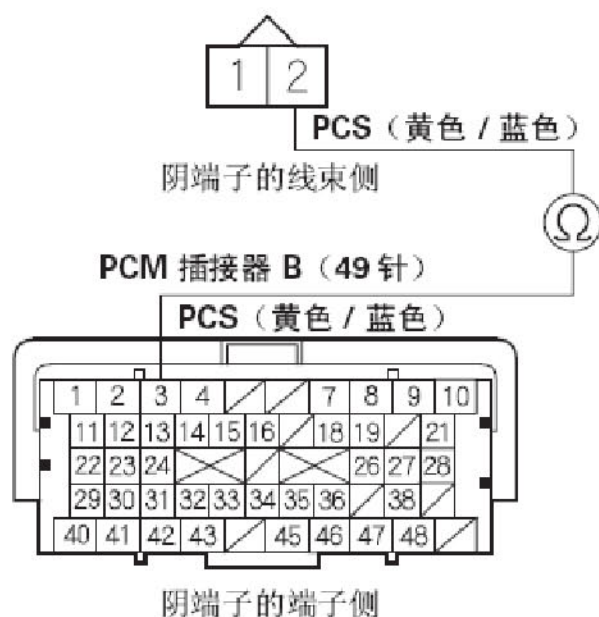 1 2
PCS（黄色 / 蓝色）
阴端子的线束侧
Ω
PCM 插接器 B（49 针）
PCS（黄色 / 蓝色）
1 2 3 4 7 8 9 10
11 12 13 14 15 16 18 19 21
22 23 24 26 27 28
29 30 31 32 33 34 35 36 38
40 41 42 43 45 46 47 48
阴端子的端子侧